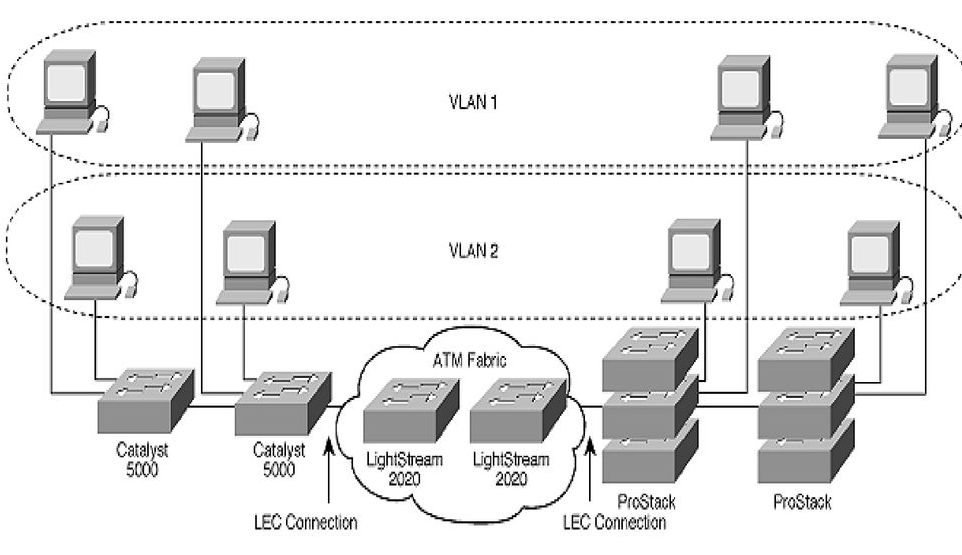 VLAN 1
VLAN 2
ATM Fabric
Catalyst
5000
Catalyst
5000
LightStream
2020
LightStream
2020
ProStack
ProStack
LEC Connection
LEC Connection